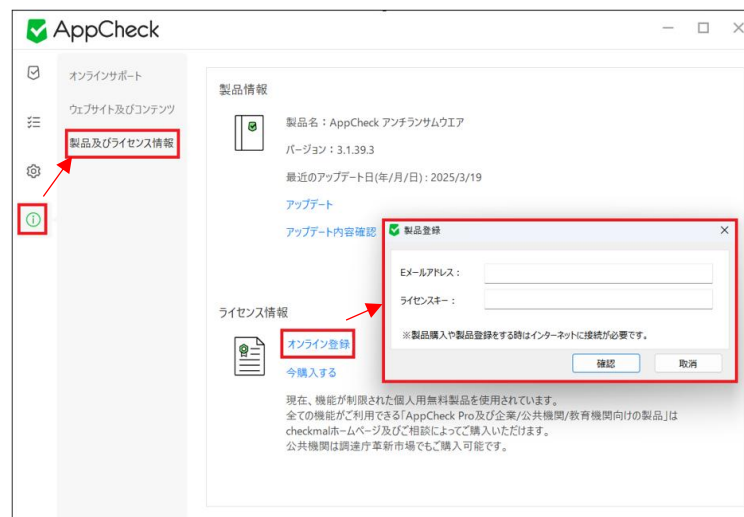 AppCheck
オンラインサポート
ウェブサイト及びコンテンツ
製品及びライセンス情報
製品情報
製品名：AppCheck アンチランサムウエア
バージョン：3.1.39.3
最近のアップデート日(年/月/日) : 2025/3/19
アップデート
アップデート内容確認
製品登録
Eメールアドレス：
ライセンスキー：
※製品購入や製品登録をする時はインターネットに接続が必要です。
確認
取消
ライセンス情報
オンライン登録
今購入する
現在、機能が制限された個人用無料製品を使用されています。
全ての機能がご利用できる「AppCheck Pro及び企業/公共機関/教育機関向けの製品」は
checkmalホームページ及びご相談によってご購入いただけます。
公共機関は調達庁革新市場でもご購入可能です。